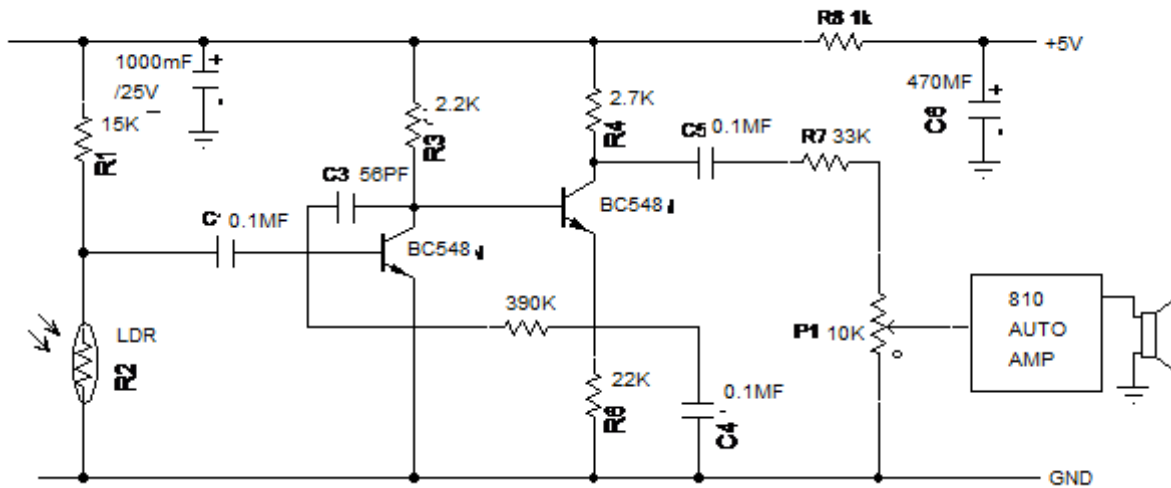 R8 1k
+5V
1000mF
/25V
470MF
C6
15K
R1
2.2K
R3
2.7K
R4
C5 0.1MF
R7 33K
C3 56PF
BC548
C1 0.1MF
BC548
390K
LDR
R2
P1 10K
810
AUTO
AMP
22K
R6
0.1MF
C4
GND